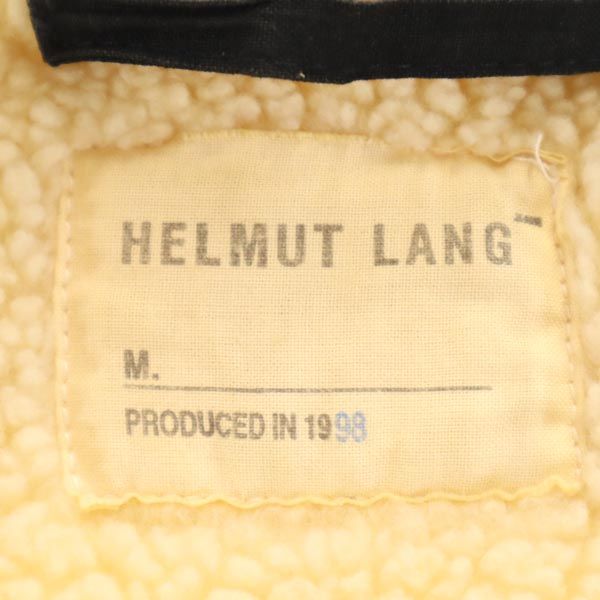 HELMUT LANG
M.
PRODUCED IN 1998